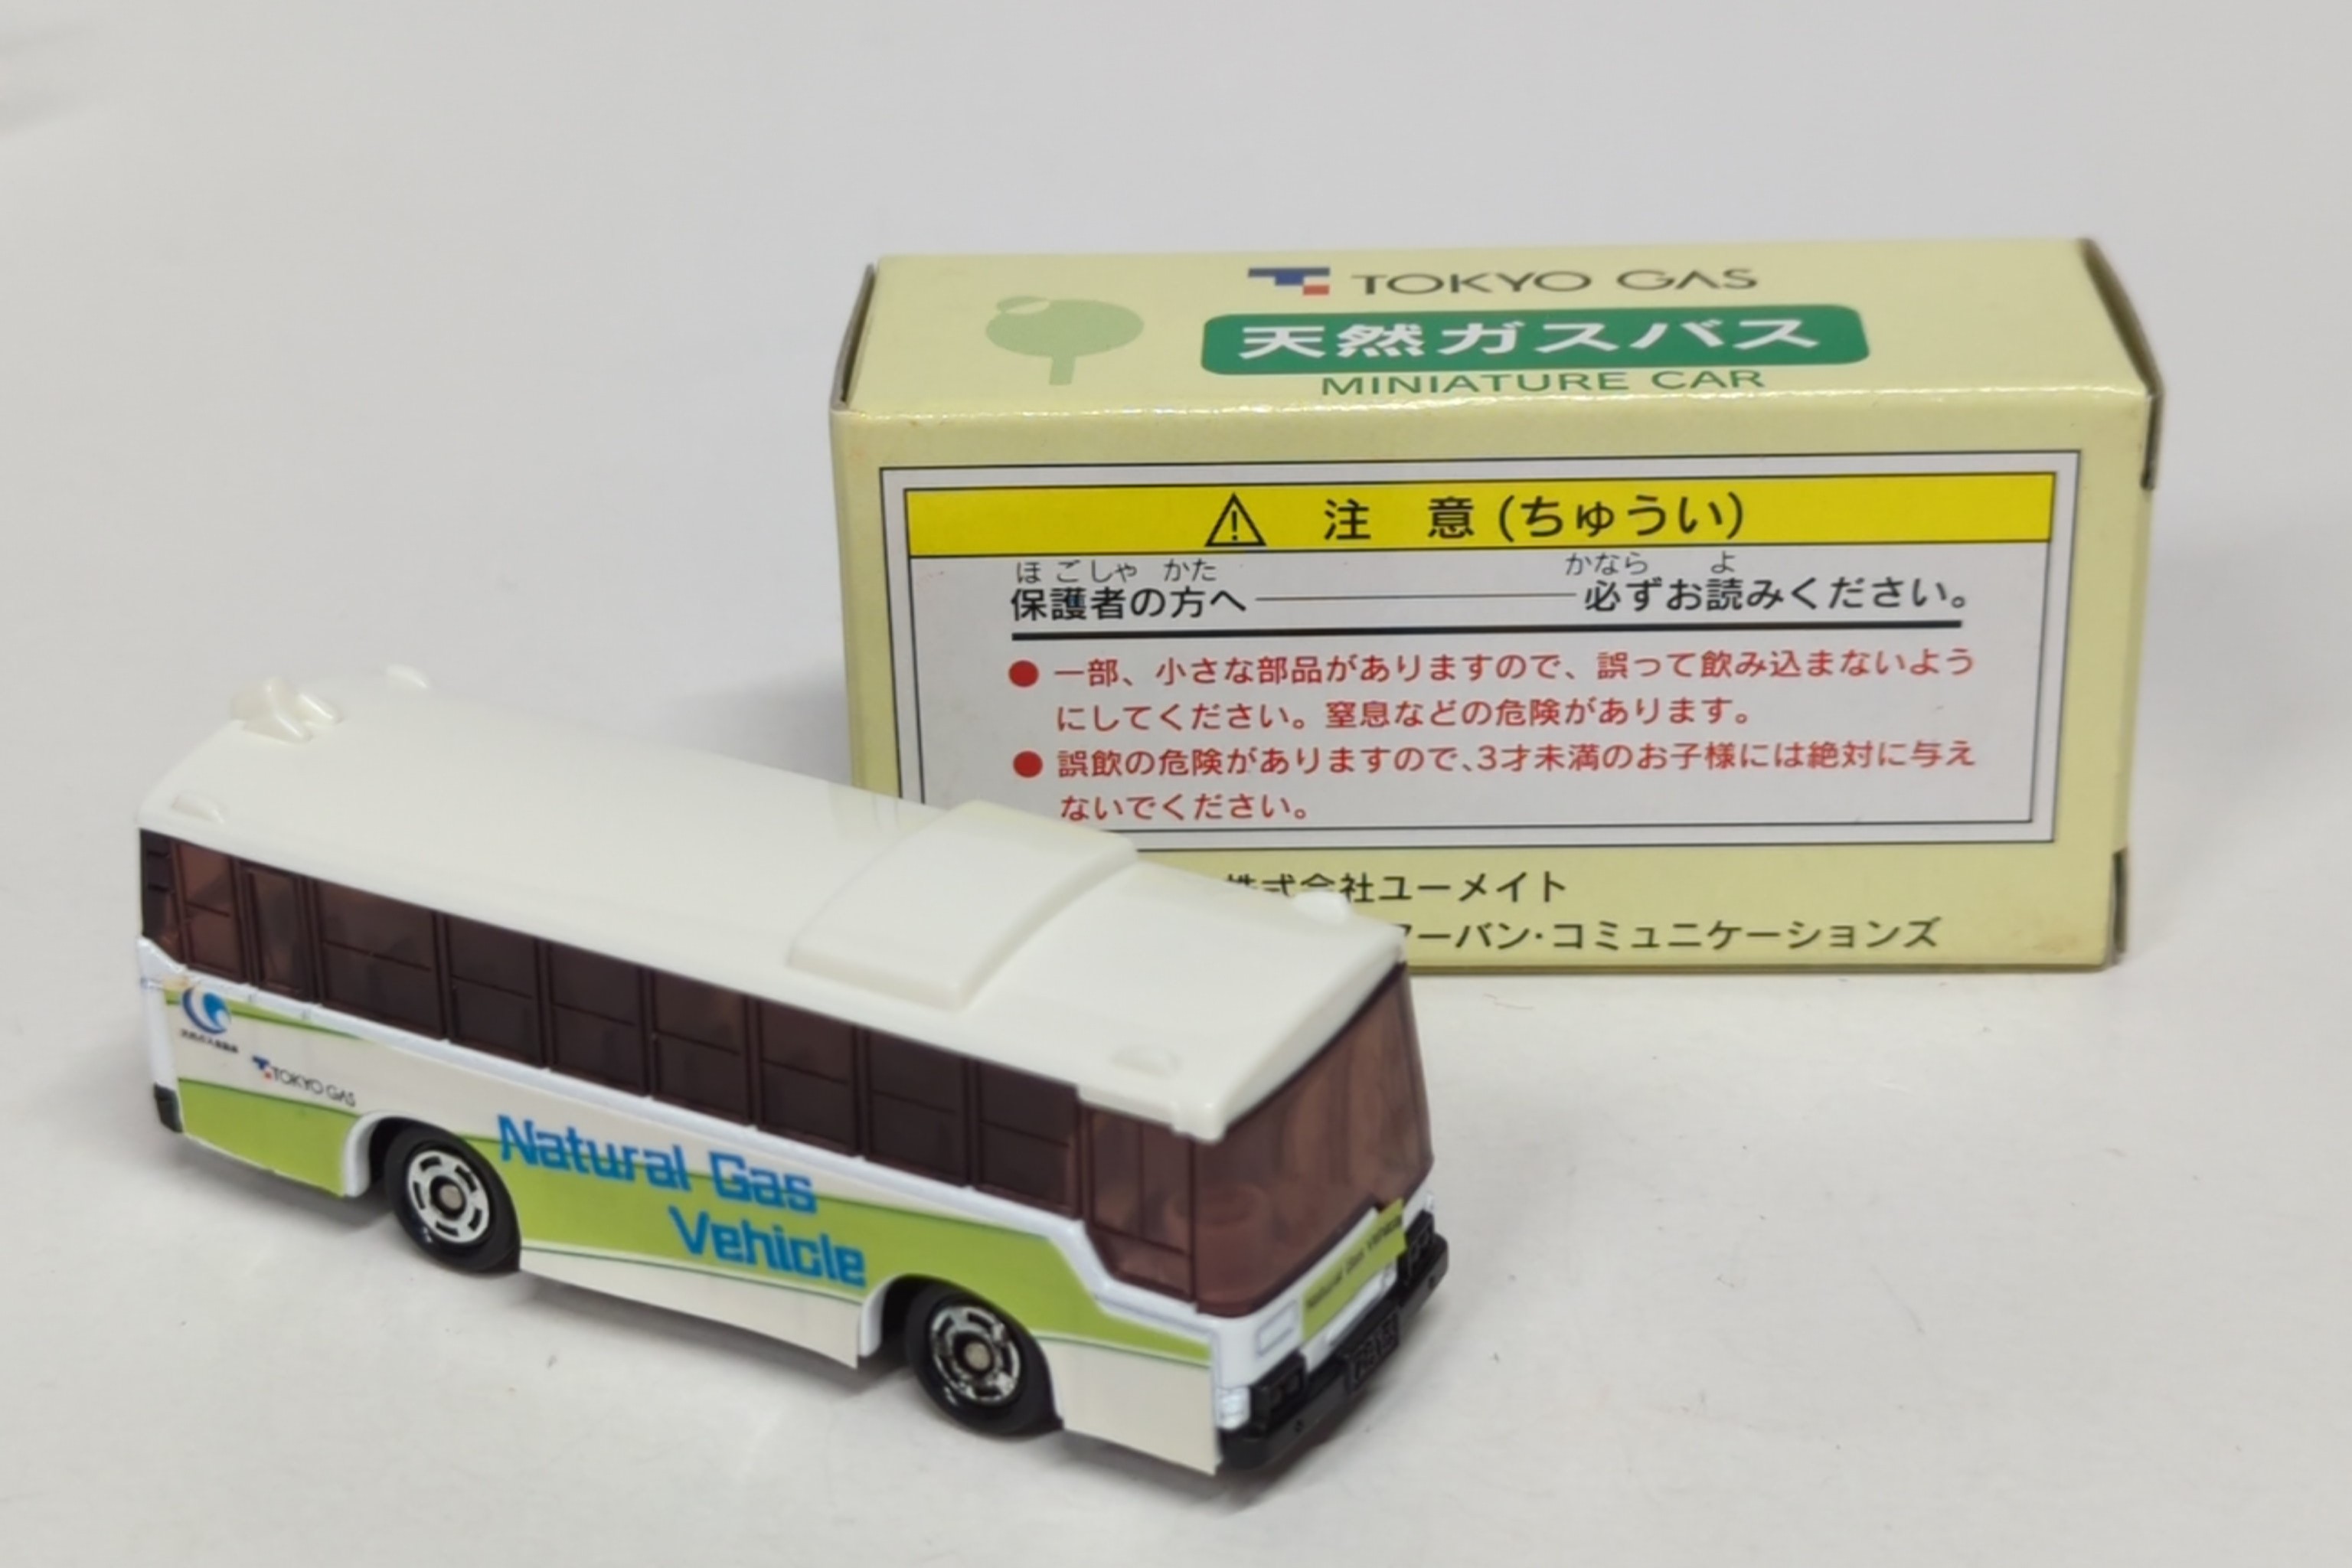 TOKYO GAS
天然ガスバス
MINIATURE CAR
注 意 (ちゅうい)
ほごしゃ かた かなら よ
保護者の方へ 必ずお読みください。
● 一部、小さな部品がありますので、誤って飲み込まないよう
にしてください。窒息などの危険があります。
● 誤飲の危険がありますので、3才未満のお子様には絶対に与え
ないでください。
株式会社ユーメイト
アーバン・コミュニケーションズ
TOKYO GAS
Natural Gas
Vehicle
Natural Gas Vehicle